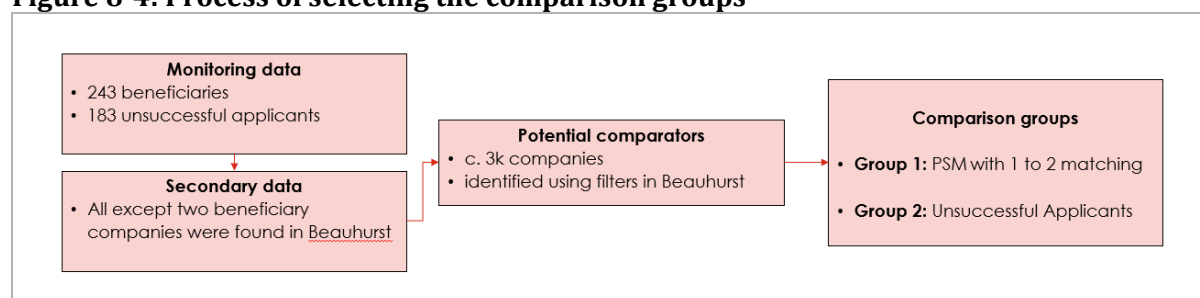 Figure 8-4: Process of selecting the comparison groups
Monitoring data
• 243 beneficiaries
• 183 unsuccessful applicants
Secondary data
• All except two beneficiary
companies were found in Beauhurst
Potential comparators
• c. 3k companies
• identified using filters in Beauhurst
Comparison groups
• Group 1: PSM with 1 to 2 matching
• Group 2: Unsuccessful Applicants